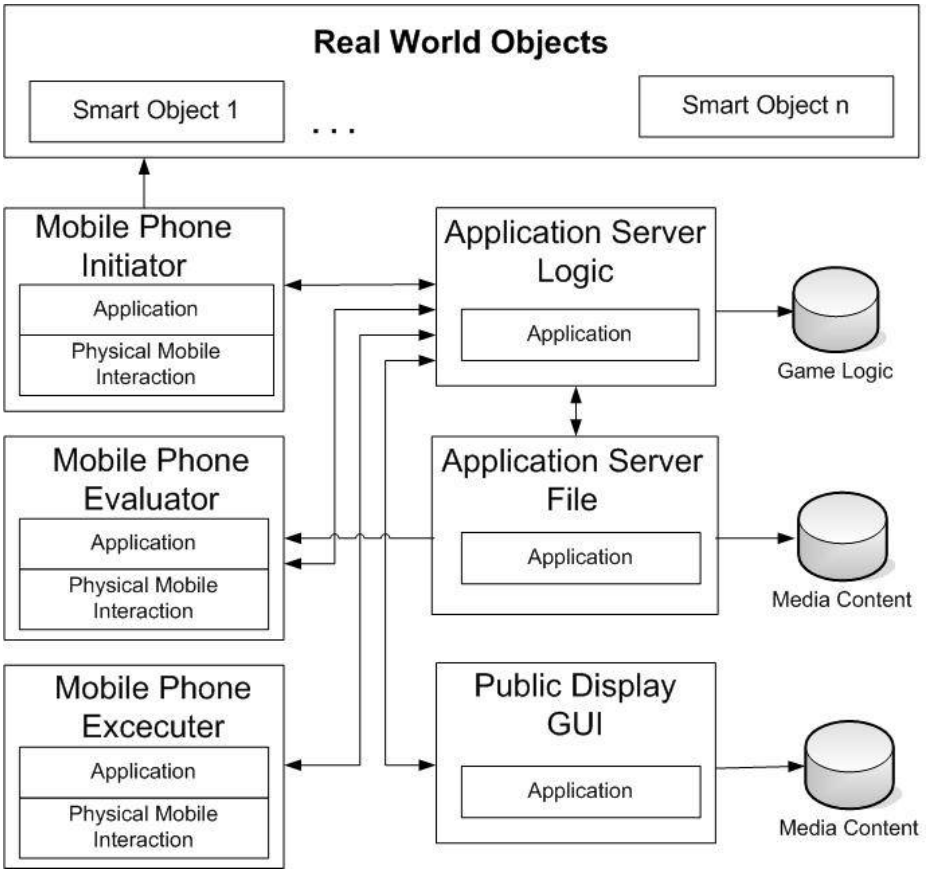 Real World Objects
Smart Object 1
. . .
Smart Object n
Mobile Phone
Initiator
Application
Physical Mobile
Interaction
Application Server
Logic
Application
Game Logic
Mobile Phone
Evaluator
Application
Physical Mobile
Interaction
Application Server
File
Application
Media Content
Mobile Phone
Excecuter
Application
Physical Mobile
Interaction
Public Display
GUI
Application
Media Content